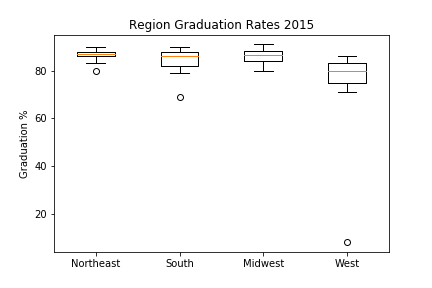 Region Graduation Rates 2015
Graduation %
80
60
40
20
Northeast
South
Midwest
West